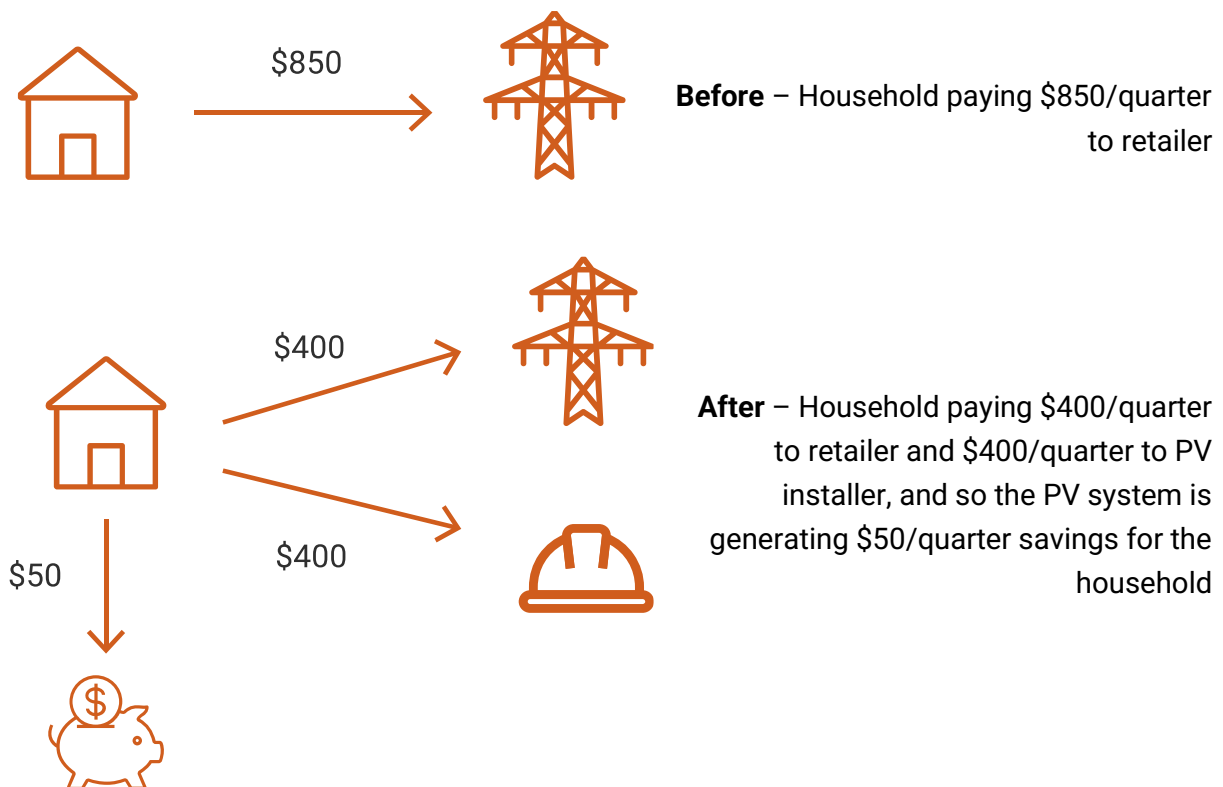 $850
Before – Household paying $850/quarter
to retailer
$400
After – Household paying $400/quarter
to retailer and $400/quarter to PV
installer, and so the PV system is
generating $50/quarter savings for the
household
$400
$50
$